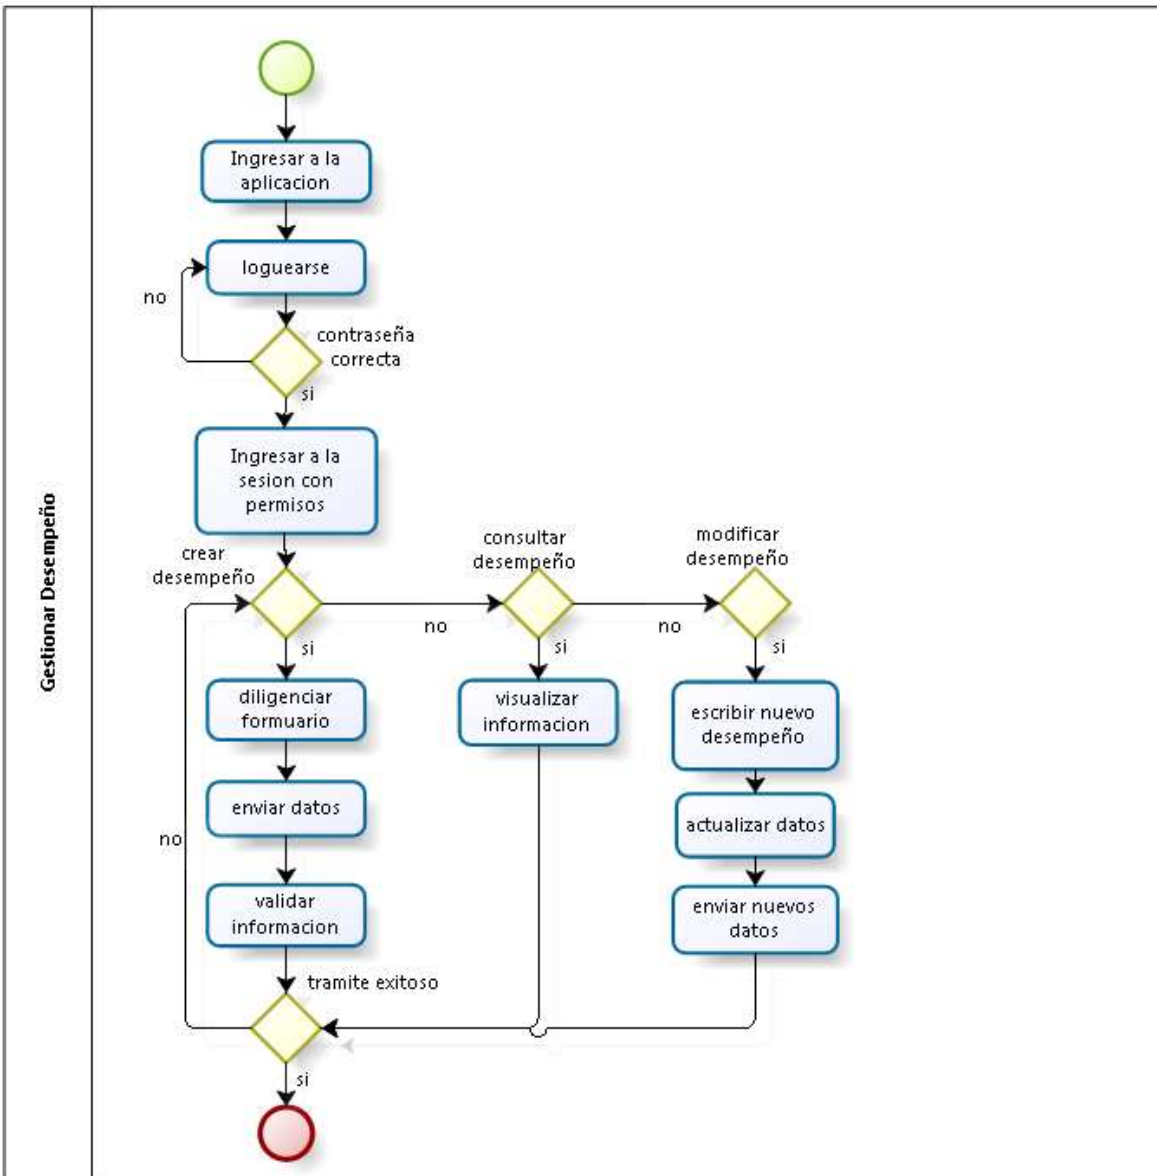 Gestionar Desempeño
Ingresar a la
aplicacion
loguearse
no
contraseña
correcta
si
Ingresar a la
sesion con
permisos
crear
desempeño
consultar
desempeño
modificar
desempeño
no
no
si
si
si
diligenciar
formuario
visualizar
informacion
escribir nuevo
desempeño
enviar datos
actualizar datos
no
validar
informacion
enviar nuevos
datos
tramite exitoso
si